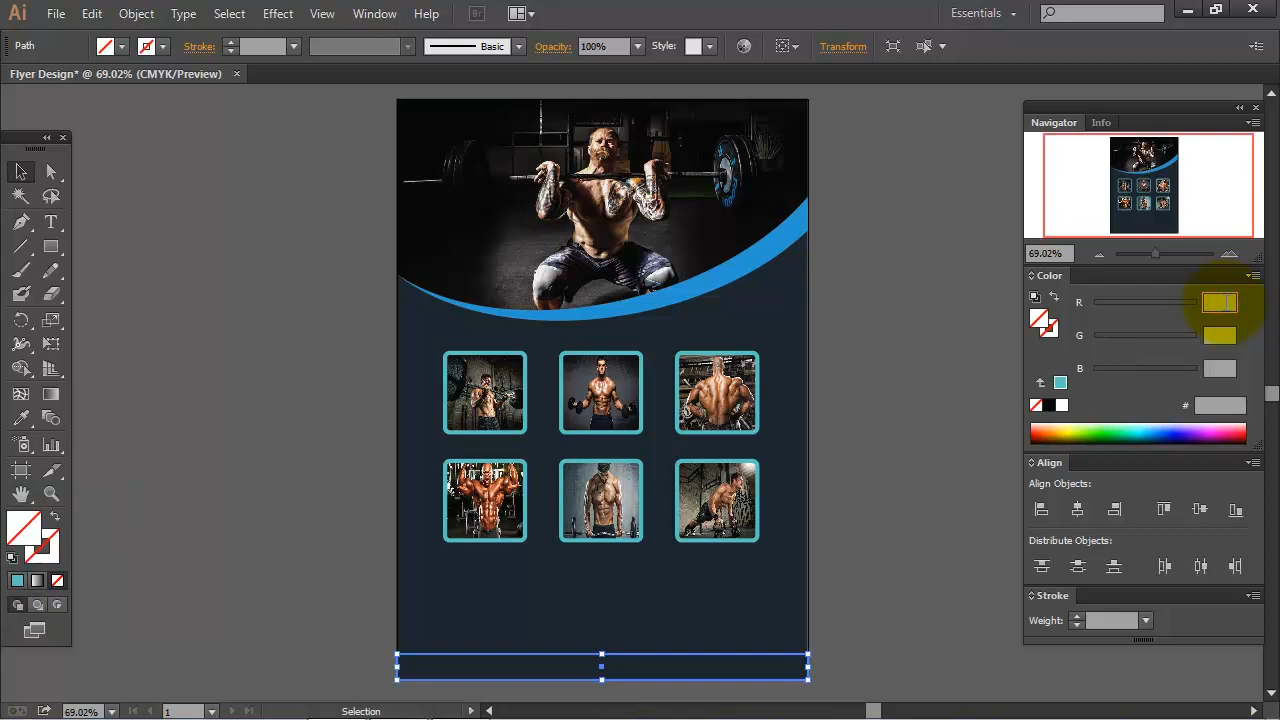 Ai File Edit Object Type Select Effect View Window Help Br Essentials
Path Stroke: Basic Opacity: 100% Style: Transform
Flyer Design* @ 69.02% (CMYK/Preview)
Navigator Info
69.02%
Color
R
G
B
#
Align
Align Objects:
Distribute Objects:
Stroke
Weight:
69.02% 1 Selection